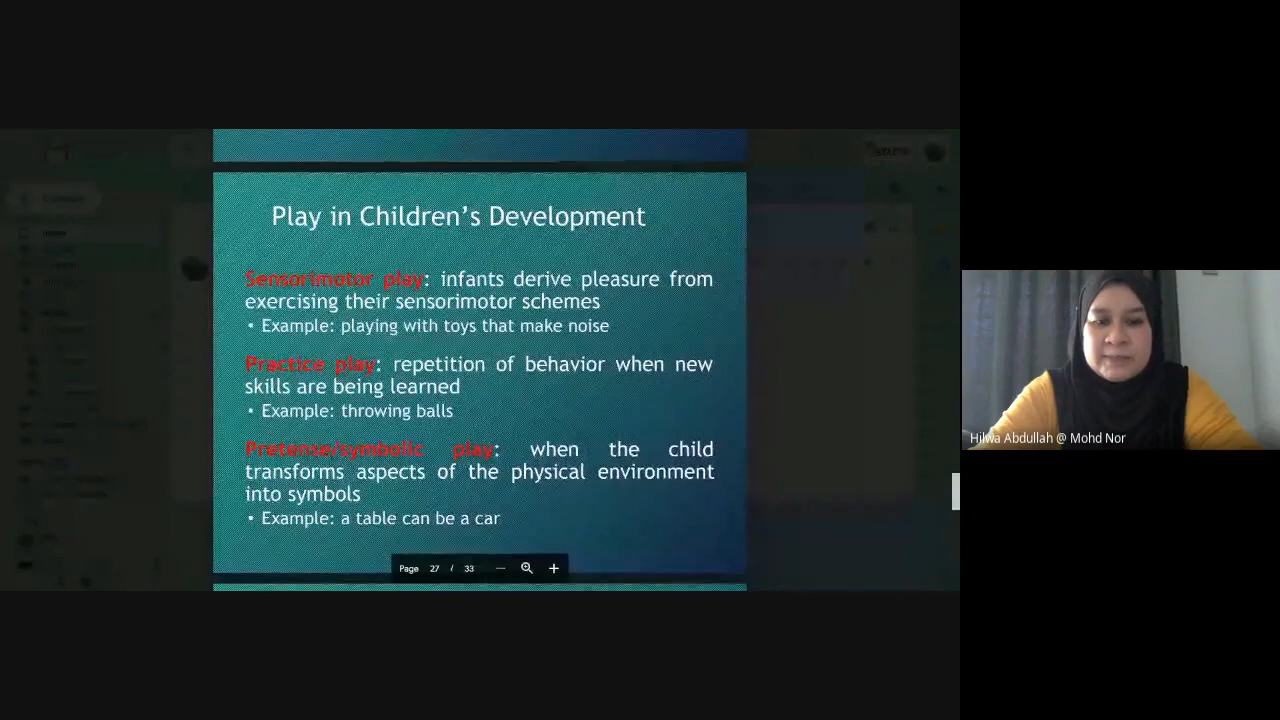 Play in Children's Development
Sensorimotor play: infants derive pleasure from
exercising their sensorimotor schemes
• Example: playing with toys that make noise
Practice play: repetition of behavior when new
skills are being learned
• Example: throwing balls
Pretense/symbolic play: when the child
transforms aspects of the physical environment
into symbols
• Example: a table can be a car
Page 27 / 33
Hilwa Abdullah @ Mohd Nor